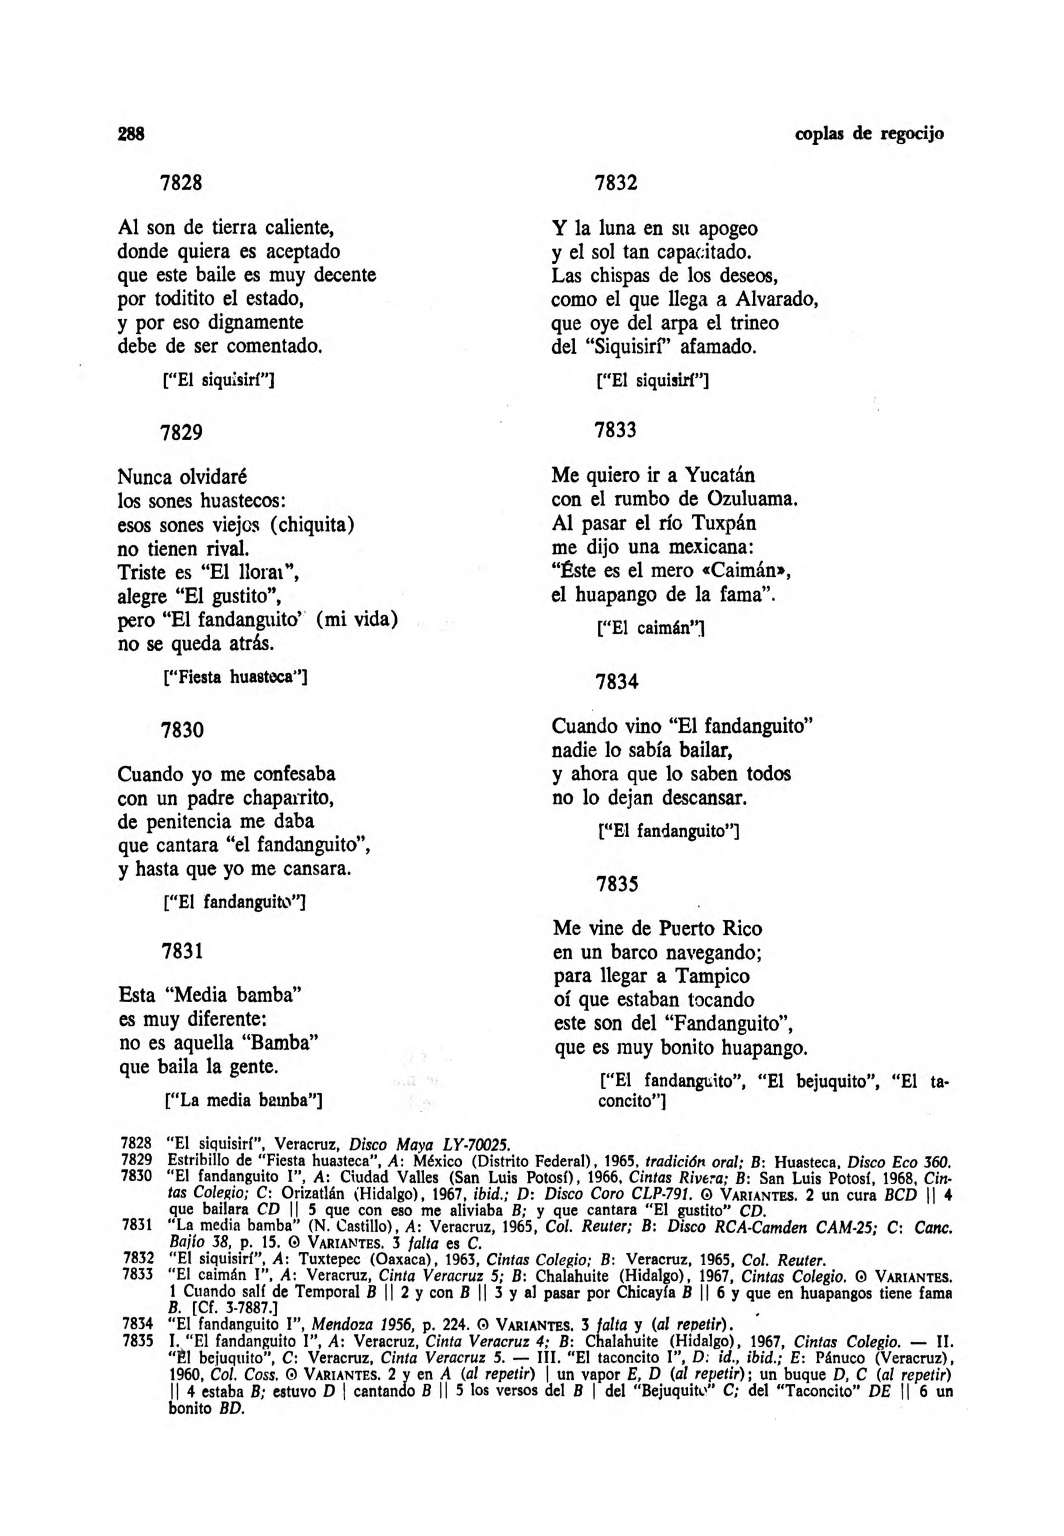 288
coplas de regocijo
7828
Al son de tierra caliente,
donde quiera es aceptado
que este baile es muy decente
por toditito el estado,
y por eso dignamente
debe de ser comentado.
["El siquisirí"]
7829
Nunca olvidaré
los sones huastecos:
esos sones viejos (chiquita)
no tienen rival.
Triste es "El llorar",
alegre "El gustito",
pero "El fandanguito" (mi vida)
no se queda atrás.
["Fiesta huasteca"]
7830
Cuando yo me confesaba
con un padre chaparrito,
de penitencia me daba
que cantara "el fandanguito",
y hasta que yo me cansara.
["El fandanguito"]
7831
Esta "Media bamba"
es muy diferente:
no es aquella "Bamba"
que baila la gente.
["La media bamba"]
7832
Y la luna en su apogeo
y el sol tan capacitado.
Las chispas de los deseos,
como el que llega a Alvarado,
que oye del arpa el trineo
del "Siquisirí" afamado.
["El siquisirí"]
7833
Me quiero ir a Yucatán
con el rumbo de Ozuluama.
Al pasar el río Tuxpán
me dijo una mexicana:
"Éste es el mero «Caimán»,
el huapango de la fama".
["El caimán"]
7834
Cuando vino "El fandanguito"
nadie lo sabía bailar,
y ahora que lo saben todos
no lo dejan descansar.
["El fandanguito"]
7835
Me vine de Puerto Rico
en un barco navegando;
para llegar a Tampico
oí que estaban tocando
este son del "Fandanguito",
que es muy bonito huapango.
["El fandanguito", "El bejuquito", "El ta-
concito"]
7828 "El siquisirí", Veracruz, Disco Maya LY-70025.
7829 Estribillo de "Fiesta huasteca", A: México (Distrito Federal), 1965, tradición oral; B: Huasteca, Disco Eco 360.
7830 "El fandanguito I", A: Ciudad Valles (San Luis Potosí), 1966, Cintas Rivera; B: San Luis Potosí, 1968, Cin-
tas Colegio; C: Orizatlán (Hidalgo), 1967, ibid.; D: Disco Coro CLP-791. ʘ VARIANTES. 2 un cura BCD || 4
que bailara CD || 5 que con eso me aliviaba B; y que cantara "El gustito" CD.
7831 "La media bamba" (N. Castillo), A: Veracruz, 1965, Col. Reuter; B: Disco RCA-Camden CAM-25; C: Canc.
Bajío 38, p. 15. ʘ VARIANTES. 3 falta es C.
7832 "El siquisirí", A: Tuxtepec (Oaxaca), 1963, Cintas Colegio; B: Veracruz, 1965, Col. Reuter.
7833 "El caimán I", A: Veracruz, Cinta Veracruz 5; B: Chalahuite (Hidalgo), 1967, Cintas Colegio. ʘ VARIANTES.
1 Cuando salí de Temporal B || 2 y con B || 3 y al pasar por Chicayía B || 6 y que en huapangos tiene fama
B. [Cf. 3-7887.]
7834 "El fandanguito I", Mendoza 1956, p. 224. ʘ VARIANTES. 3 falta y (al repetir).
7835 I. "El fandanguito I", A: Veracruz, Cinta Veracruz 4; B: Chalahuite (Hidalgo), 1967, Cintas Colegio. — II.
"El bejuquito", C: Veracruz, Cinta Veracruz 5. — III. "El taconcito I", D: id., ibid.; E: Pánuco (Veracruz),
1960, Col. Coss. ʘ VARIANTES. 2 y en A (al repetir) | un vapor E, D (al repetir); un buque D, C (al repetir)
|| 4 estaba B; estuvo D | cantando B || 5 los versos del B | del "Bejuquito" C; del "Taconcito" DE || 6 un
bonito BD.